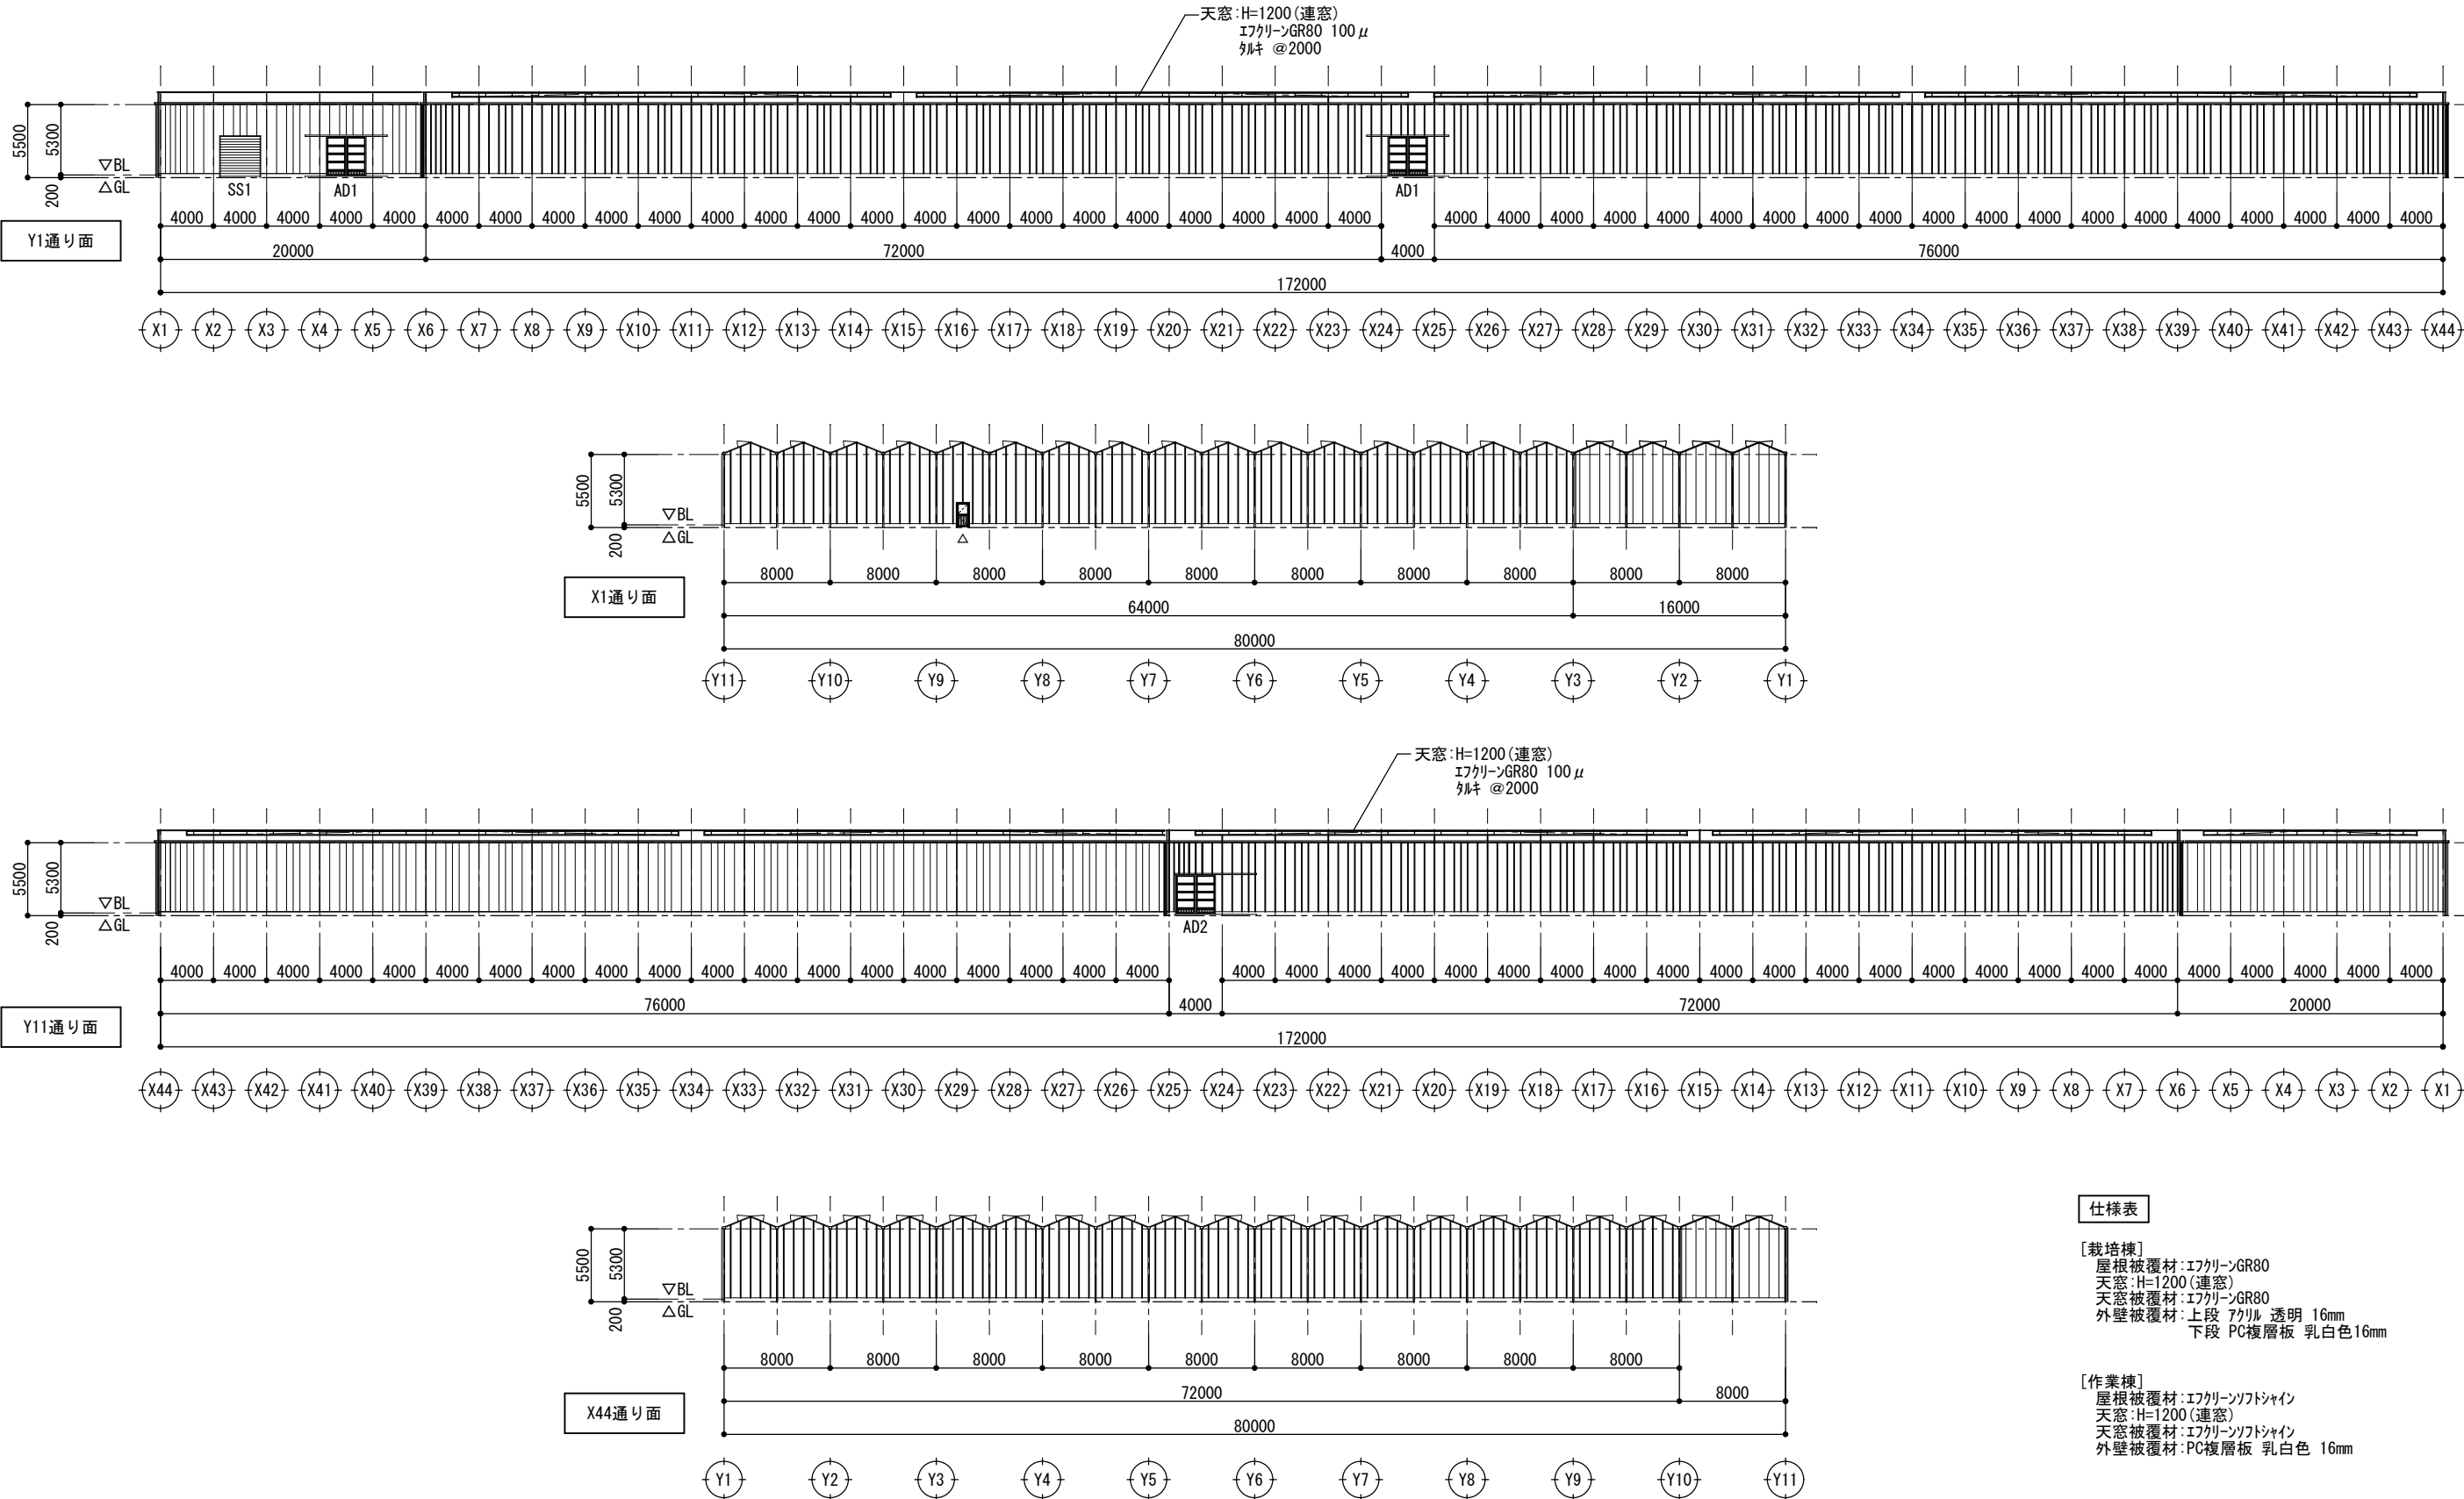 天窓:H=1200(連窓)
ｴﾌｸﾘｰﾝGR80 100μ
ﾀﾙｷ @2000
5500
5300
200
▽BL
△GL
SS1
AD1
AD1
4000 4000 4000 4000 4000 4000 4000 4000 4000 4000 4000 4000 4000 4000 4000 4000 4000 4000 4000 4000 4000 4000 4000 4000 4000 4000 4000 4000 4000 4000 4000 4000 4000 4000 4000 4000 4000 4000 4000 4000 4000 4000
Y1通り面
20000 72000 4000 76000
172000
X1 X2 X3 X4 X5 X6 X7 X8 X9 X10 X11 X12 X13 X14 X15 X16 X17 X18 X19 X20 X21 X22 X23 X24 X25 X26 X27 X28 X29 X30 X31 X32 X33 X34 X35 X36 X37 X38 X39 X40 X41 X42 X43 X44
5500
5300
200
▽BL
△GL
△
8000 8000 8000 8000 8000 8000 8000 8000 8000 8000
X1通り面
64000 16000
80000
Y11 Y10 Y9 Y8 Y7 Y6 Y5 Y4 Y3 Y2 Y1
天窓:H=1200(連窓)
ｴﾌｸﾘｰﾝGR80 100μ
ﾀﾙｷ @2000
5500
5300
200
▽BL
△GL
AD2
4000 4000 4000 4000 4000 4000 4000 4000 4000 4000 4000 4000 4000 4000 4000 4000 4000 4000 4000 4000 4000 4000 4000 4000 4000 4000 4000 4000 4000 4000 4000 4000 4000 4000 4000 4000 4000 4000 4000 4000 4000 4000
76000 4000 72000 20000
Y11通り面
172000
X44 X43 X42 X41 X40 X39 X38 X37 X36 X35 X34 X33 X32 X31 X30 X29 X28 X27 X26 X25 X24 X23 X22 X21 X20 X19 X18 X17 X16 X15 X14 X13 X12 X11 X10 X9 X8 X7 X6 X5 X4 X3 X2 X1
5500
5300
200
▽BL
△GL
8000 8000 8000 8000 8000 8000 8000 8000 8000
72000 8000
X44通り面
80000
Y1 Y2 Y3 Y4 Y5 Y6 Y7 Y8 Y9 Y10 Y11
仕様表
[栽培棟]
屋根被覆材:ｴﾌｸﾘｰﾝGR80
天窓:H=1200(連窓)
天窓被覆材:ｴﾌｸﾘｰﾝGR80
外壁被覆材:上段 ｱｸﾘﾙ 透明 16mm
下段 PC複層板 乳白色16mm
[作業棟]
屋根被覆材:ｴﾌｸﾘｰﾝｿﾌﾄｼｬｲﾝ
天窓:H=1200(連窓)
天窓被覆材:ｴﾌｸﾘｰﾝｿﾌﾄｼｬｲﾝ
外壁被覆材:PC複層板 乳白色 16mm